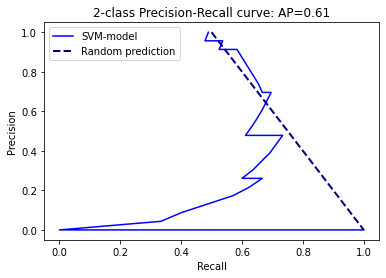 2-class Precision-Recall curve: AP=0.61
SVM-model
Random prediction
Precision
1.0
0.8
0.6
0.4
0.2
0.0
0.0 0.2 0.4 0.6 0.8 1.0
Recall